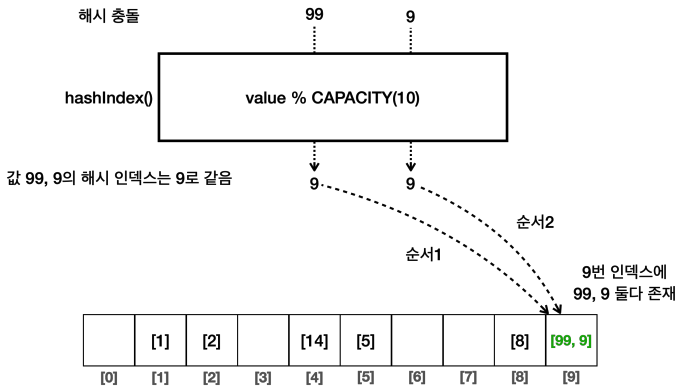 해시 충돌 99 9
hashIndex() value % CAPACITY(10)
값 99, 9의 해시 인덱스는 9로 같음 9 9
순서2
순서1
9번 인덱스에
99, 9 둘다 존재
[1] [2] [14] [5] [8] [99, 9]
[0] [1] [2] [3] [4] [5] [6] [7] [8] [9]